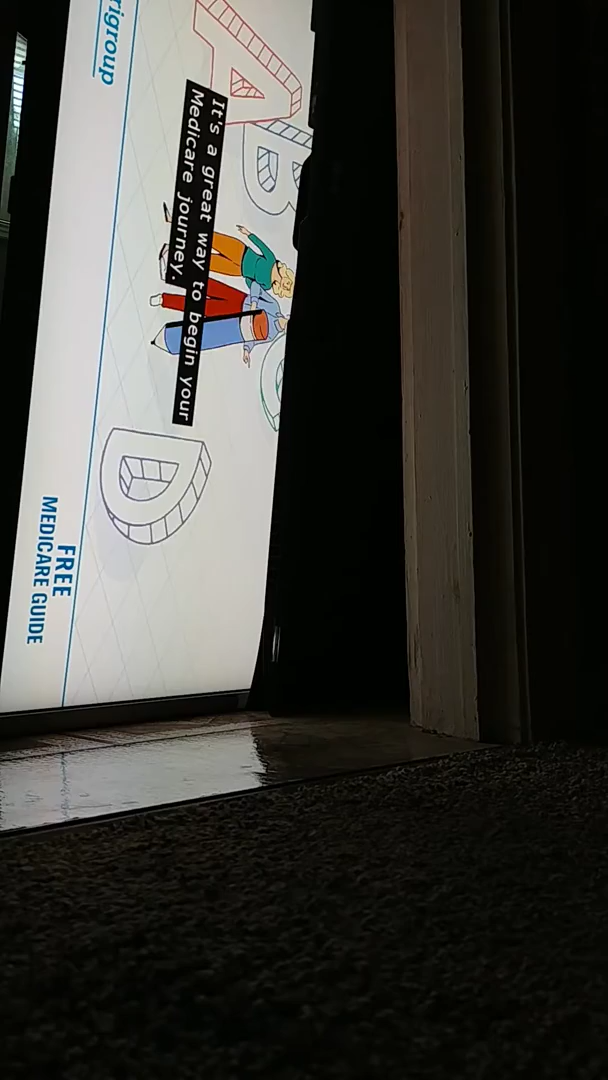 A
B
D
It's a great way to begin your
Medicare journey.
rigroup
FREE
MEDICARE GUIDE